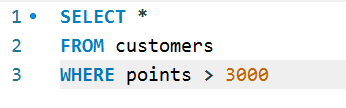 1 SELECT *
2 FROM customers
3 WHERE points > 3000